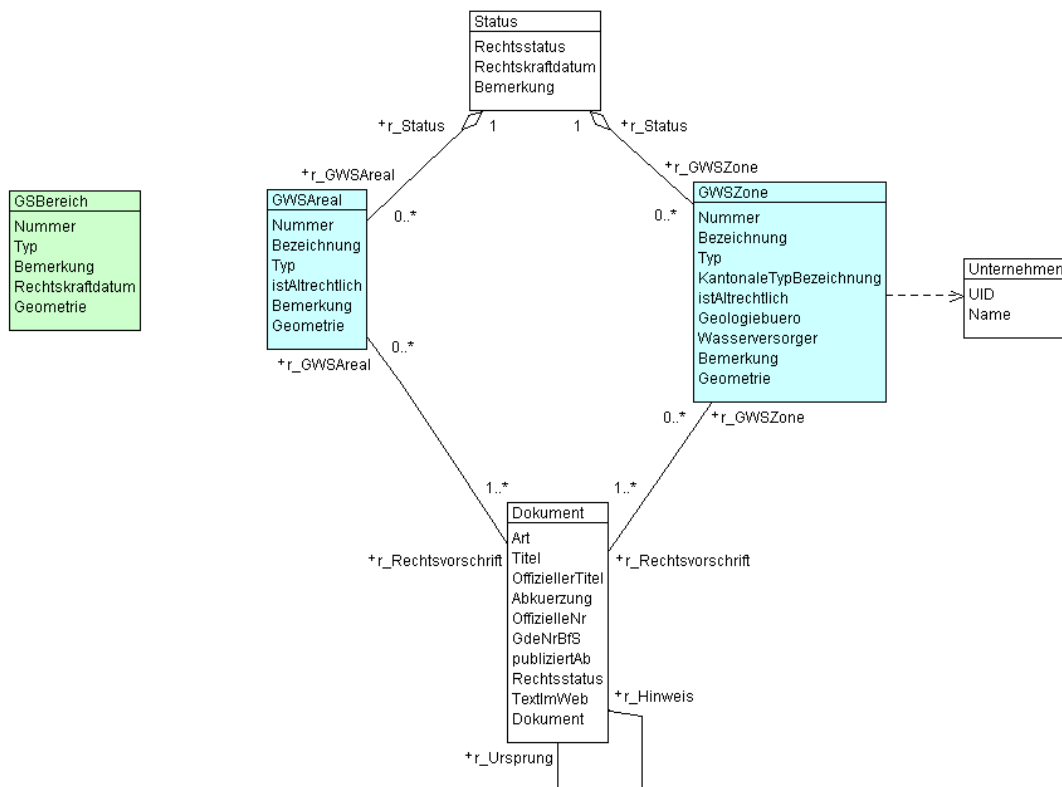 Status
Rechtsstatus
Rechtskraftdatum
Bemerkung
+r_Status
1
1
+r_Status
+r_GWSAreal
+r_GWSZone
0..*
0..*
GSBereich
Nummer
Typ
Bemerkung
Rechtskraftdatum
Geometrie
GWSAreal
Nummer
Bezeichnung
Typ
istAltrechtlich
Bemerkung
Geometrie
GWSZone
Nummer
Bezeichnung
Typ
KantonaleTypBezeichnung
istAltrechtlich
Geologiebuero
Wasserversorger
Bemerkung
Geometrie
Unternehmen
UID
Name
0..*
+r_GWSAreal
0..*
+r_GWSZone
1..*
1..*
+r_Rechtsvorschrift
+r_Rechtsvorschrift
Dokument
Art
Titel
OffiziellerTitel
Abkuerzung
OffizielleNr
GdeNrBfS
publiziertAb
Rechtsstatus
TextImWeb
Dokument
+r_Hinweis
+r_Ursprung